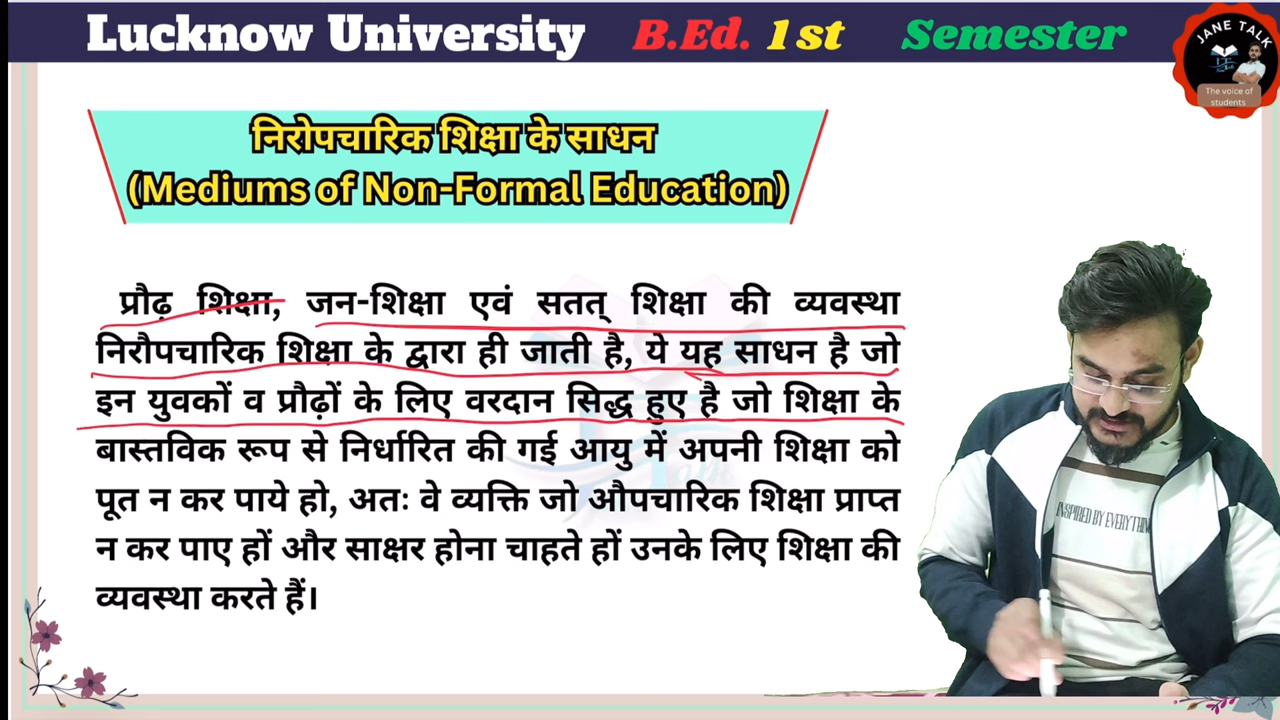 Lucknow University B.Ed. 1st Semester
JANE TALK
The voice of
students
निरोपचारिक शिक्षा के साधन
(Mediums of Non-Formal Education)
प्रौढ़ शिक्षा, जन-शिक्षा एवं सतत् शिक्षा की व्यवस्था
निरौपचारिक शिक्षा के द्वारा ही जाती है, ये यह साधन है जो
इन युवकों व प्रौढ़ों के लिए वरदान सिद्ध हुए है जो शिक्षा के
बास्तविक रूप से निर्धारित की गई आयु में अपनी शिक्षा को
पूत न कर पाये हो, अतः वे व्यक्ति जो औपचारिक शिक्षा प्राप्त
न कर पाए हों और साक्षर होना चाहते हों उनके लिए शिक्षा की
व्यवस्था करते हैं।
INSPIRED BY EVERYTHIN